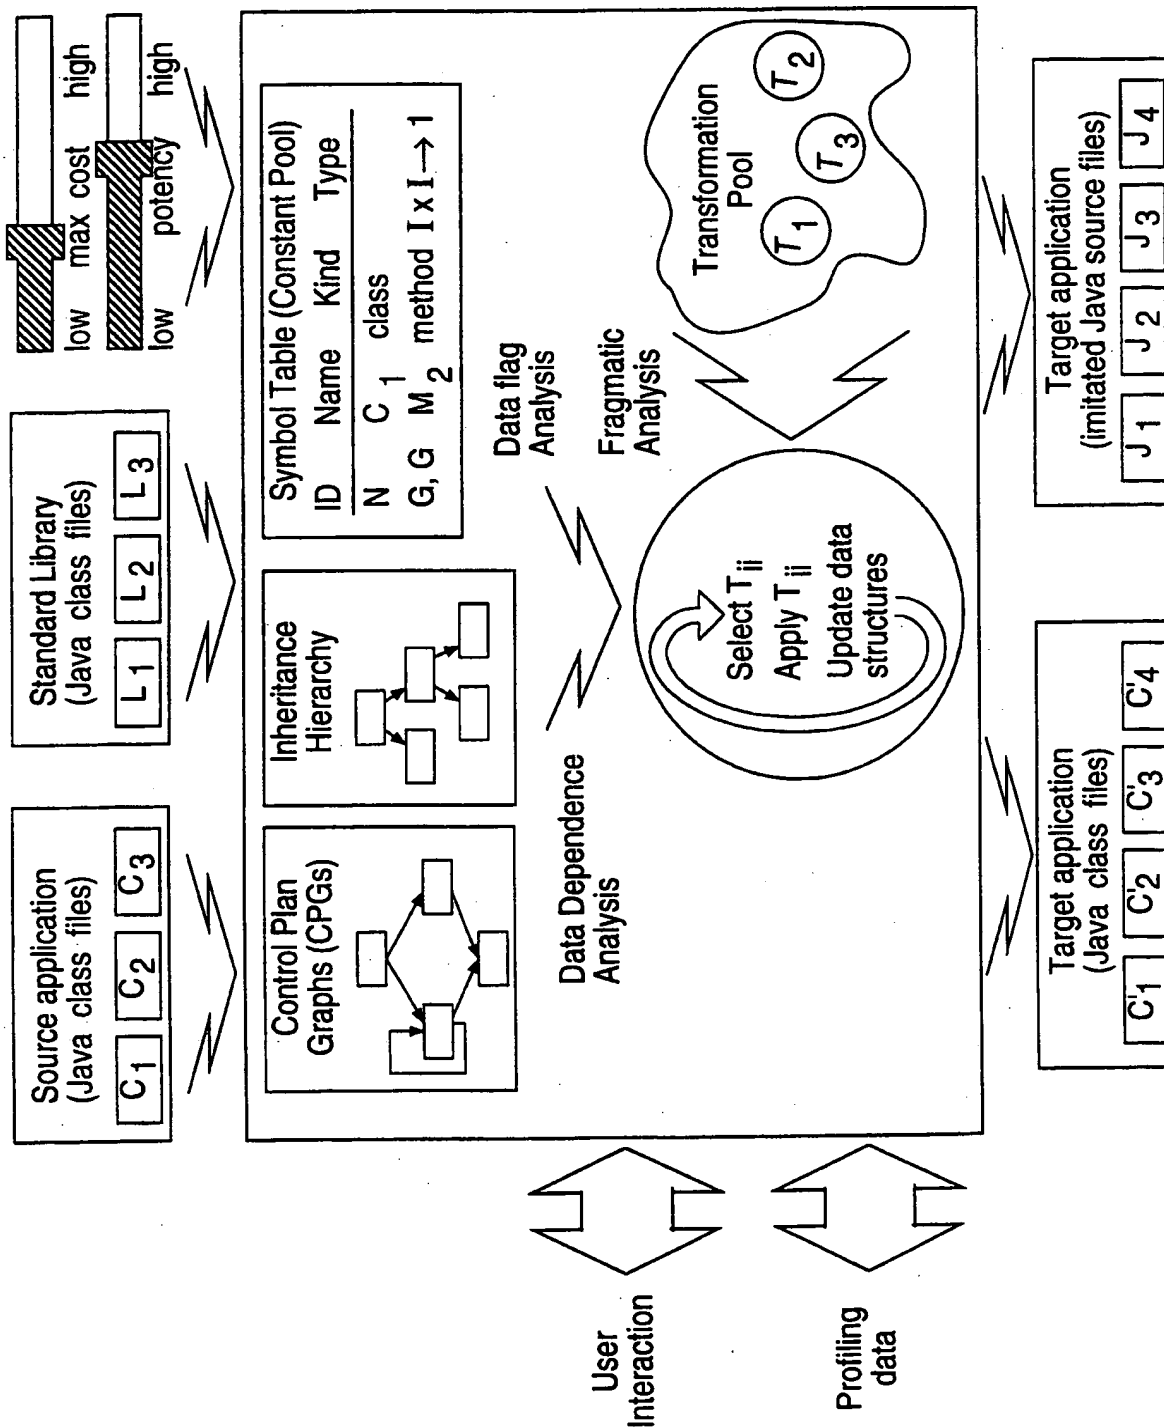 Source application
(Java class files)
C1 C2 C3
Standard Library
(Java class files)
L1 L2 L3
low max cost high
low potency high
Control Plan
Graphs (CPGs)
Inheritance
Hierarchy
Symbol Table (Constant Pool)
ID Name Kind Type
N C1 class
G, G M2 method I x I → 1
Data Dependence
Analysis
Data flag
Analysis
Fragmatic
Analysis
User
Interaction
Profiling
data
Select Tii
Apply Tii
Update data
structures
Transformation
Pool
T1 T3 T2
Target application
(Java class files)
C'1 C'2 C'3 C'4
Target application
(imitated Java source files)
J1 J2 J3 J4